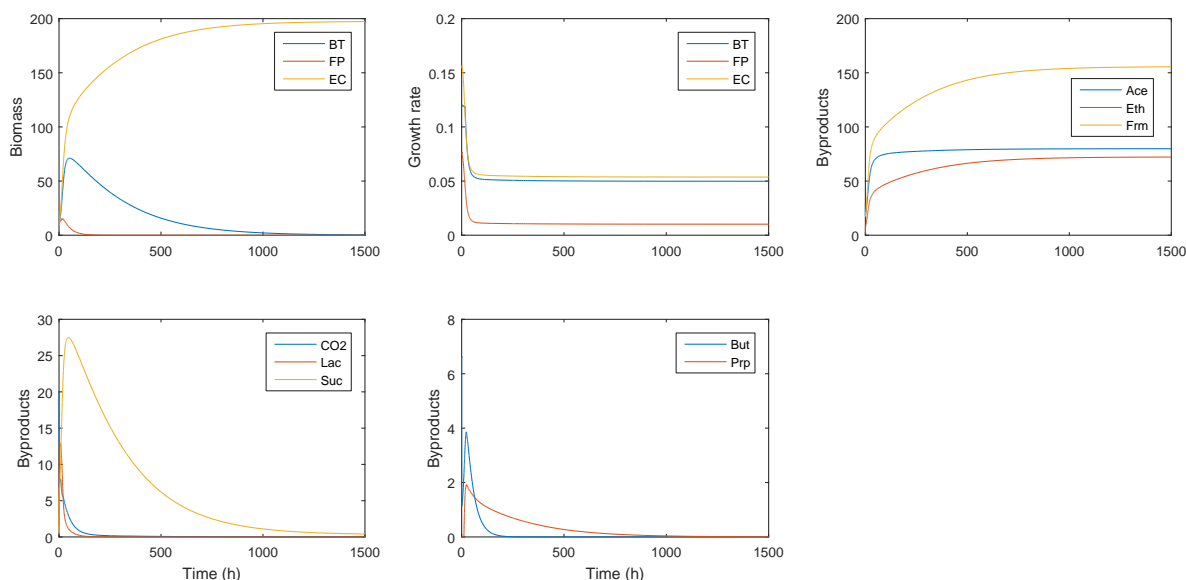 Biomass
200
150
100
50
0
0
500
1000
1500
BT
FP
EC
Growth rate
0.2
0.15
0.1
0.05
0
0
500
1000
1500
BT
FP
EC
Byproducts
200
150
100
50
0
0
500
1000
1500
Ace
Eth
Frm
Byproducts
30
25
20
15
10
5
0
0
500
1000
1500
Time (h)
CO2
Lac
Suc
Byproducts
8
6
4
2
0
0
500
1000
1500
Time (h)
But
Prp